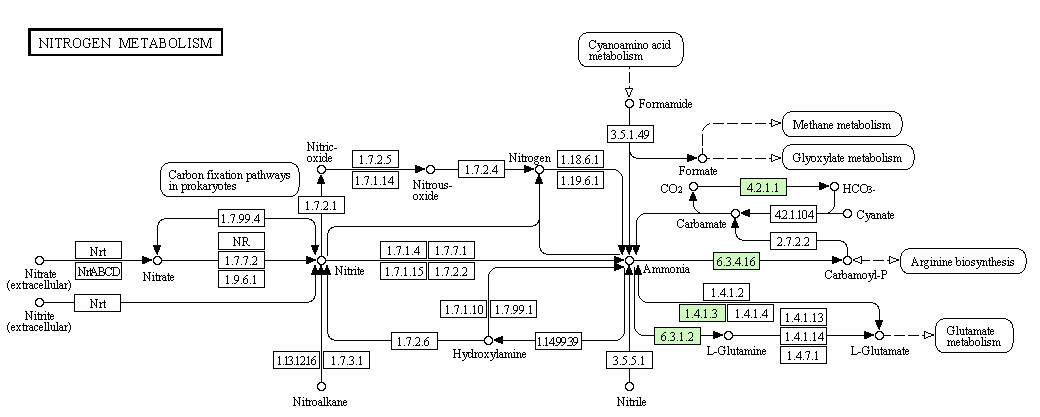 NITROGEN METABOLISM
Cyanoamino acid
metabolism
Formamide
3.5.1.49
Methane metabolism
Glyoxylate metabolism
Formate
Nitric-
oxide
1.7.2.5
1.7.1.14
Nitrous-
oxide
1.7.2.4
Nitrogen
1.18.6.1
1.19.6.1
Carbon fixation pathways
in prokaryotes
1.7.2.1
CO2
4.2.1.1
HCO3-
Carbamate
4.2.1.104
Cyanate
2.7.2.2
1.7.99.4
Nrt
NrtABCD
Nitrate
(extracellular)
Nitrate
NR
1.7.7.2
1.9.6.1
Nitrite
1.7.1.4
1.7.7.1
1.7.1.15
1.7.2.2
Ammonia
6.3.4.16
Carbamoyl-P
Arginine biosynthesis
Nrt
Nitrite
(extracellular)
1.7.1.10
1.7.99.1
1.4.1.2
1.4.1.3
1.4.1.4
6.3.1.2
L-Glutamine
1.4.1.13
1.4.1.14
1.4.7.1
L-Glutamate
Glutamate
metabolism
1.7.2.6
Hydroxylamine
1.14.99.39
1.13.12.16
1.7.3.1
3.5.5.1
Nitroalkane
Nitrile